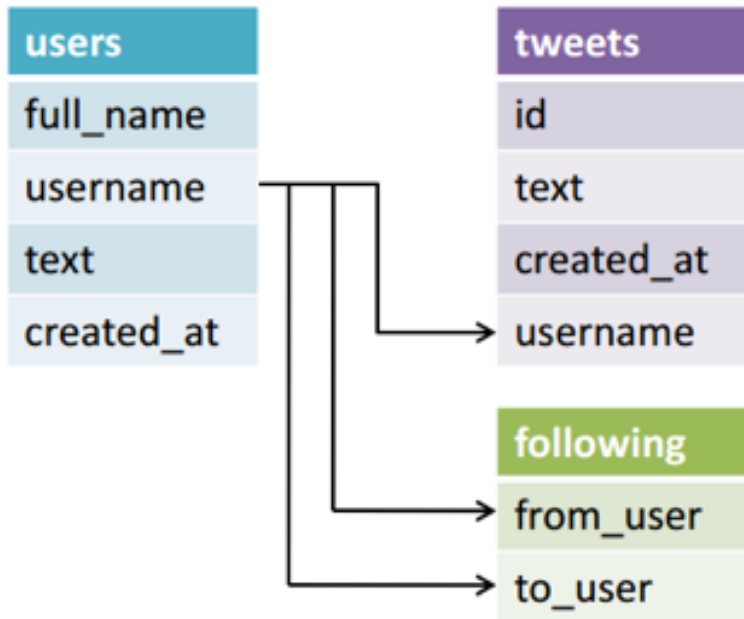 users
full_name
username
text
created_at
tweets
id
text
created_at
username
following
from_user
to_user